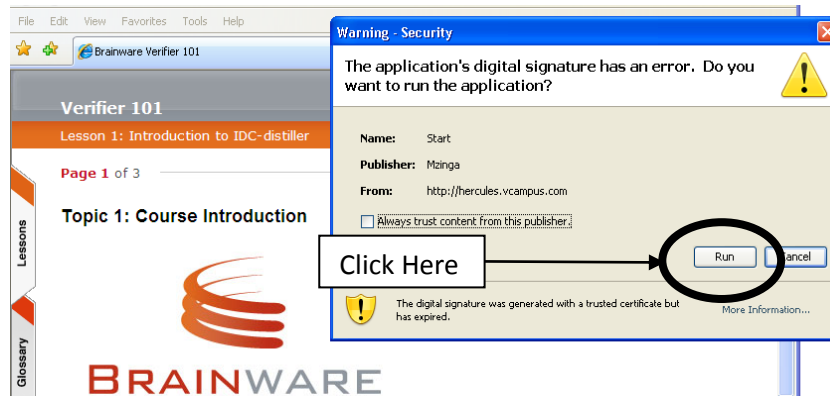 File Edit View Favorites Tools Help
Brainware Verifier 101
Verifier 101
Lesson 1: Introduction to IDC-distiller
Page 1 of 3
Topic 1: Course Introduction
Lessons
Glossary
BRAINWARE
Warning - Security
The application's digital signature has an error. Do you
want to run the application?
Name: Start
Publisher: Mzinga
From: http://hercules.vcampus.com
Always trust content from this publisher.
Click Here
Run Cancel
The digital signature was generated with a trusted certificate but
has expired.
More Information...